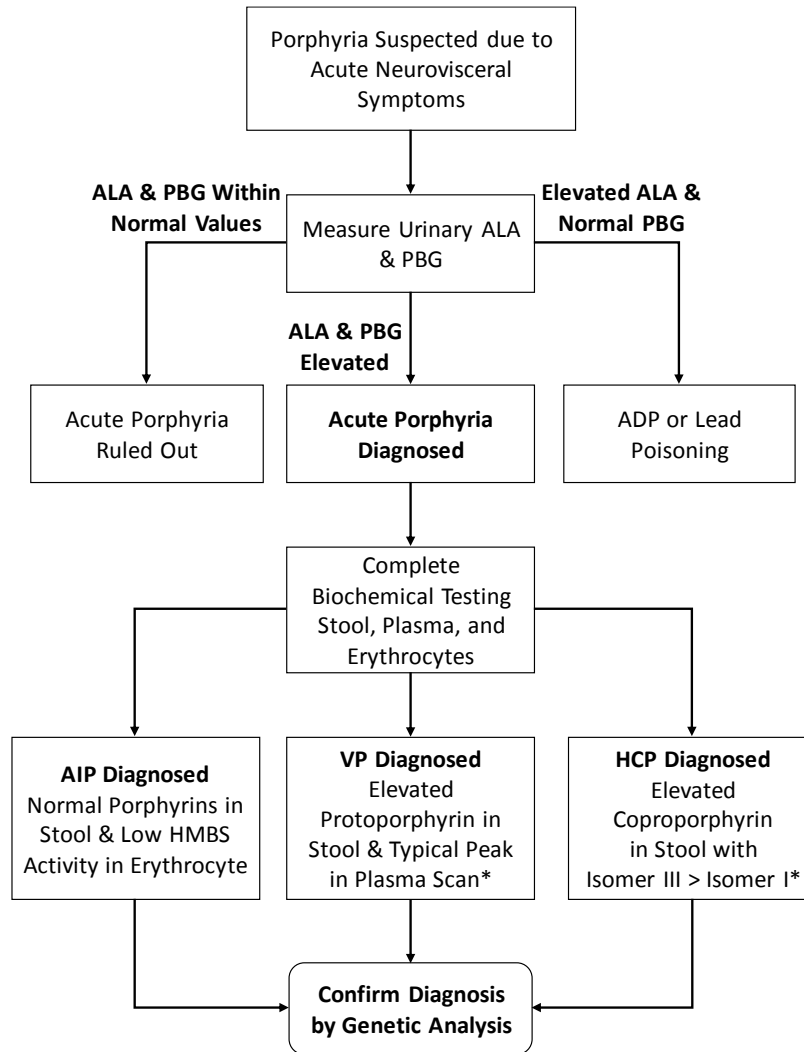 Porphyria Suspected due to
Acute Neurovisceral
Symptoms
ALA & PBG Within
Normal Values
Elevated ALA &
Normal PBG
Measure Urinary ALA
& PBG
ALA & PBG
Elevated
Acute Porphyria
Ruled Out
Acute Porphyria
Diagnosed
ADP or Lead
Poisoning
Complete
Biochemical Testing
Stool, Plasma, and
Erythrocytes
AIP Diagnosed
Normal Porphyrins in
Stool & Low HMBS
Activity in Erythrocyte
VP Diagnosed
Elevated
Protoporphyrin in
Stool & Typical Peak
in Plasma Scan*
HCP Diagnosed
Elevated
Coproporphyrin
in Stool with
Isomer III > Isomer I*
Confirm Diagnosis
by Genetic Analysis